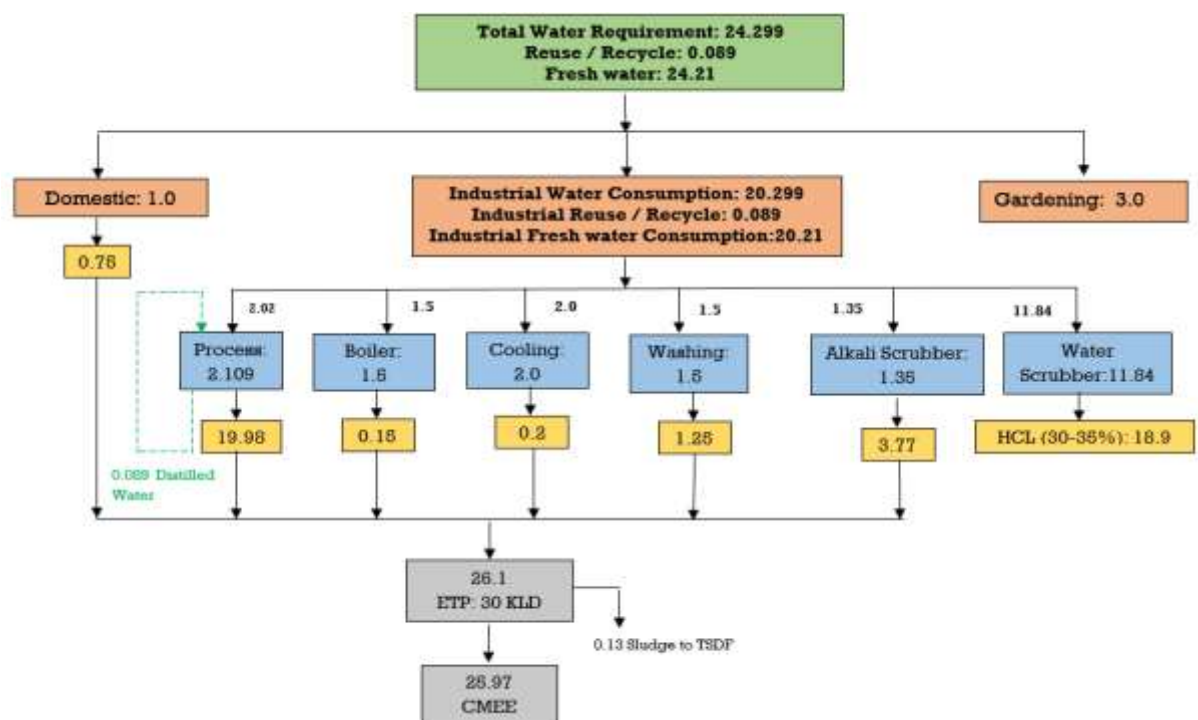 Total Water Requirement: 24.299
Reuse / Recycle: 0.089
Fresh water: 24.21
Domestic: 1.0
Industrial Water Consumption: 20.299
Industrial Reuse / Recycle: 0.089
Industrial Fresh water Consumption:20.21
Gardening: 3.0
0.75
2.02
1.5
2.0
1.5
1.35
11.84
Process:
2.109
Boiler:
1.5
Cooling:
2.0
Washing:
1.5
Alkali Scrubber:
1.35
Water
Scrubber:11.84
19.98
0.15
0.2
1.25
3.77
HCL (30-35%): 18.9
0.089 Distilled
Water
26.1
ETP: 30 KLD
0.13 Sludge to TSDF
25.97
CMEE